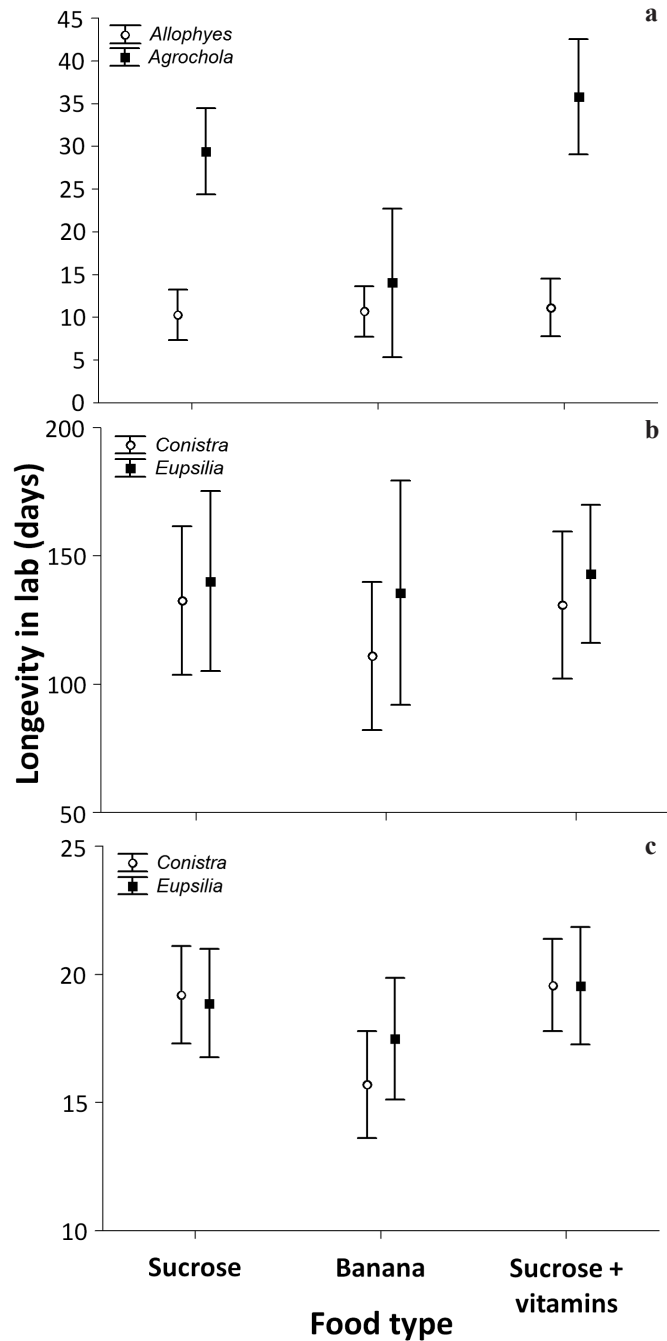 a
Allophyes
Agrochola
45
40
35
30
25
20
15
10
5
0
b
Conistra
Eupsilia
200
150
100
50
Longevity in lab (days)
c
Conistra
Eupsilia
25
20
15
10
Sucrose
Banana
Sucrose +
vitamins
Food type